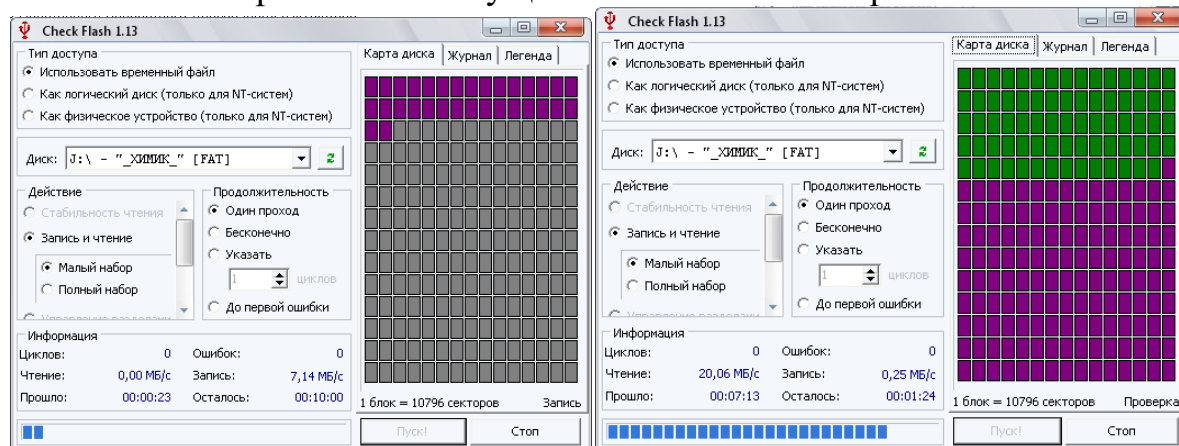 Check Flash 1.13
Тип доступа
Использовать временный файл
Как логический диск (только для NT-систем)
Как физическое устройство (только для NT-систем)
Диск: J:\ - "_ХИМИК_" [FAT]
Действие
Стабильность чтения
Запись и чтение
Малый набор
Полный набор
Управление разделами
Продолжительность
Один проход
Бесконечно
Указать
1 циклов
До первой ошибки
Информация
Циклов: 0 Ошибок: 0
Чтение: 0,00 МБ/с Запись: 7,14 МБ/с
Прошло: 00:00:23 Осталось: 00:10:00
Карта диска Журнал Легенда
1 блок = 10796 секторов Запись
Пуск! Стоп
Check Flash 1.13
Тип доступа
Использовать временный файл
Как логический диск (только для NT-систем)
Как физическое устройство (только для NT-систем)
Диск: J:\ - "_ХИМИК_" [FAT]
Действие
Стабильность чтения
Запись и чтение
Малый набор
Полный набор
Управление разделами
Продолжительность
Один проход
Бесконечно
Указать
1 циклов
До первой ошибки
Информация
Циклов: 0 Ошибок: 0
Чтение: 20,06 МБ/с Запись: 0,25 МБ/с
Прошло: 00:07:13 Осталось: 00:01:24
Карта диска Журнал Легенда
1 блок = 10796 секторов Проверка
Пуск! Стоп